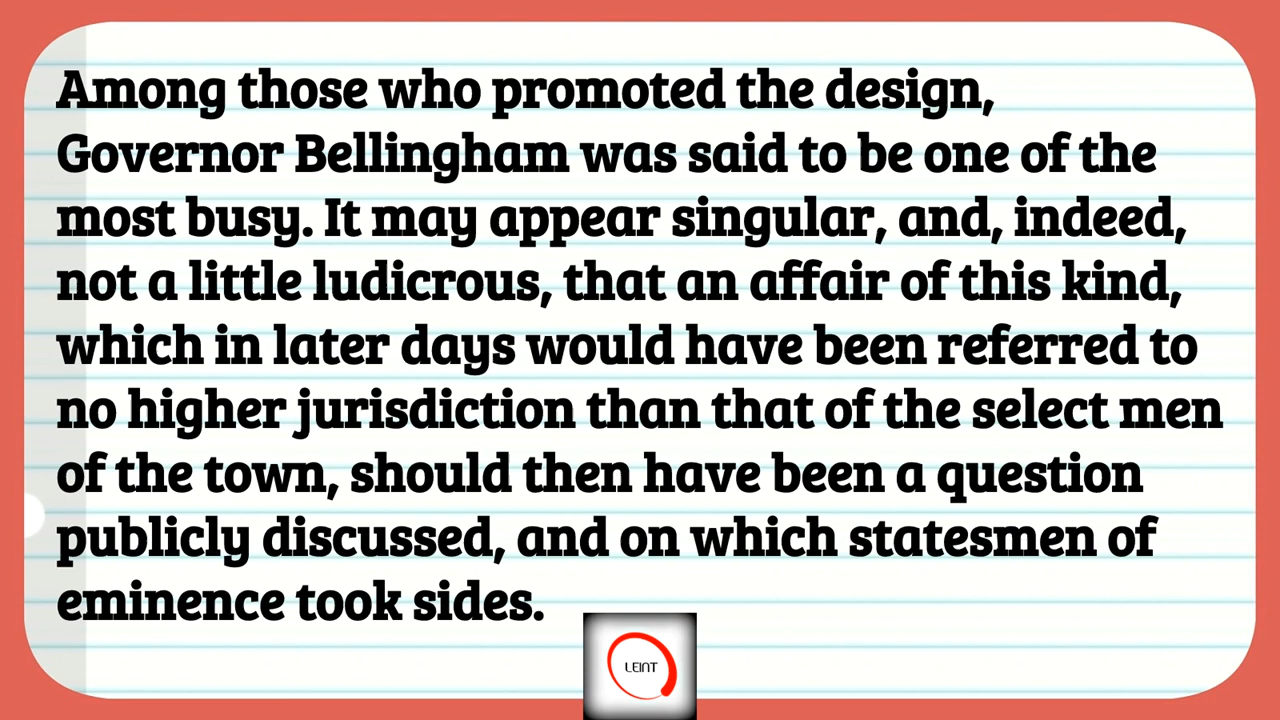 Among those who promoted the design,
Governor Bellingham was said to be one of the
most busy. It may appear singular, and, indeed,
not a little ludicrous, that an affair of this kind,
which in later days would have been referred to
no higher jurisdiction than that of the select men
of the town, should then have been a question
publicly discussed, and on which statesmen of
eminence took sides.
LEINT